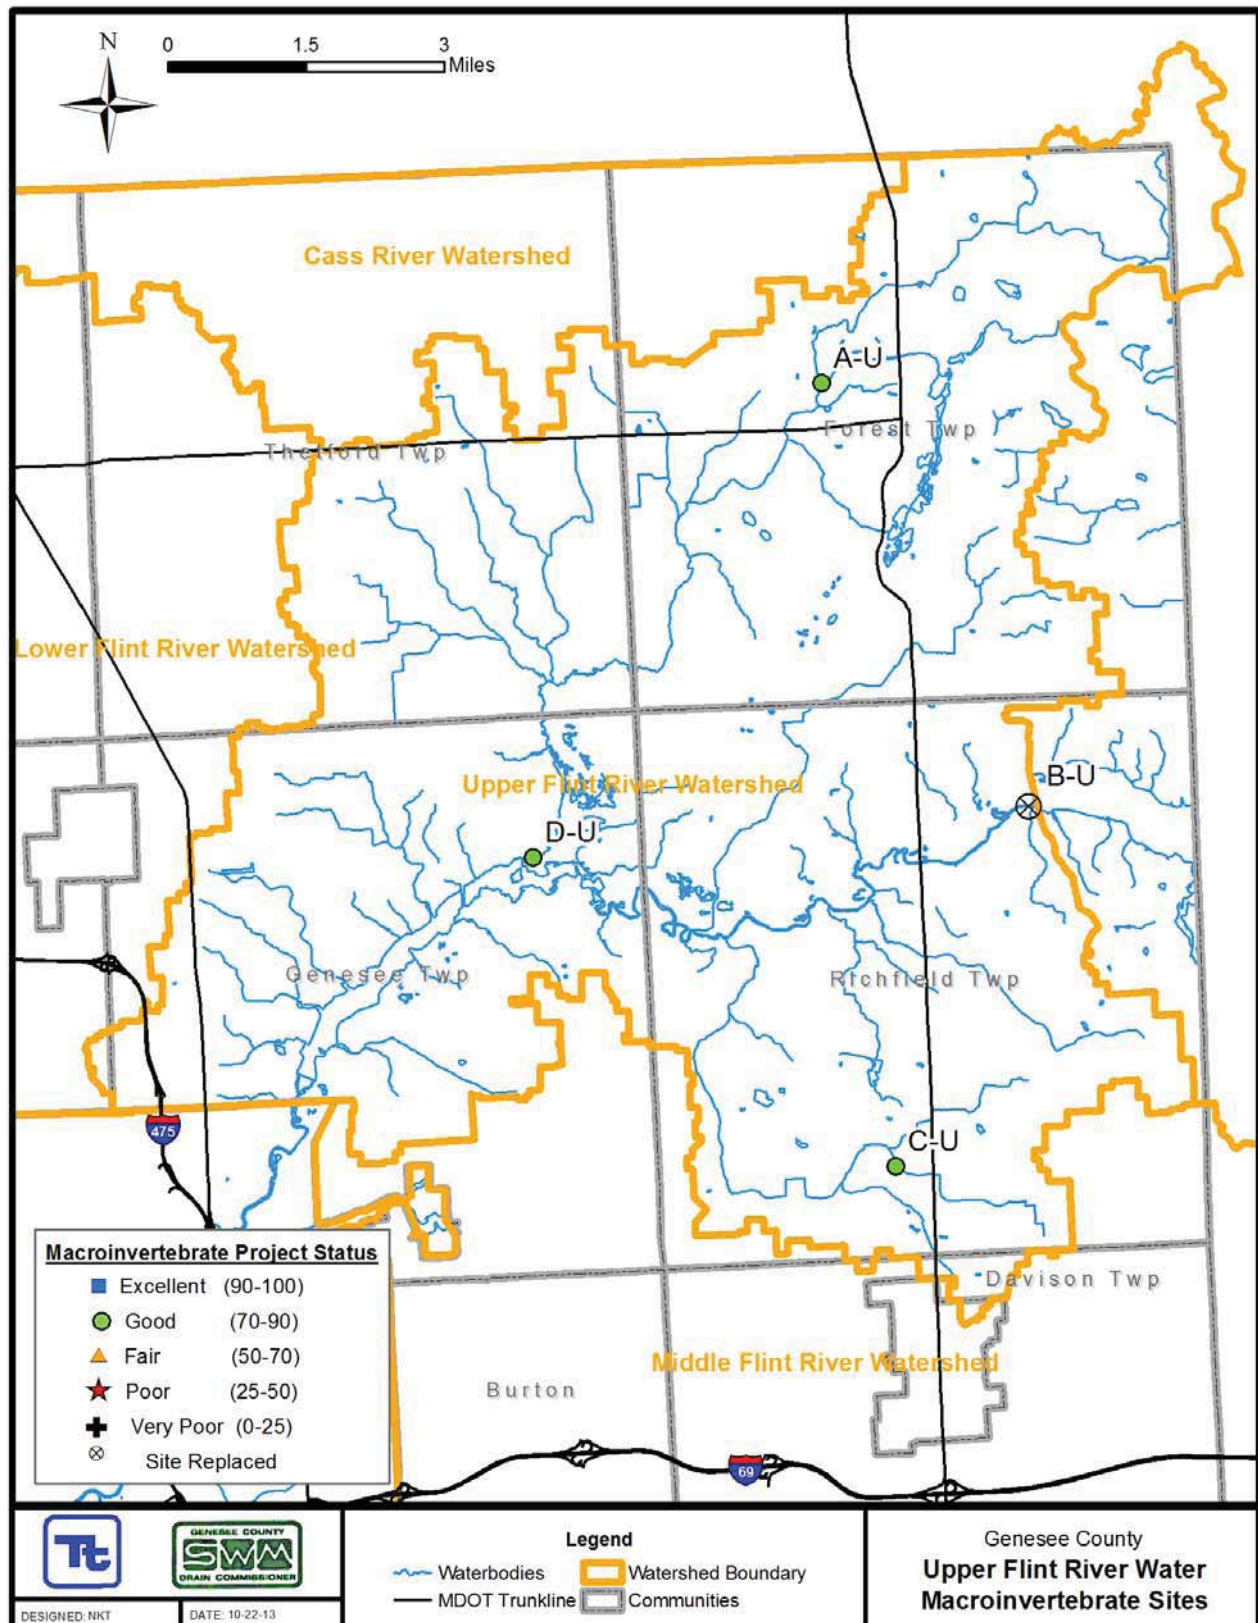 N
0 1.5 3
Miles
Cass River Watershed
A-U
Forest Twp
Thetford Twp
Lower Flint River Watershed
B-U
Upper Flint River Watershed
D-U
Genesee Twp
Richfield Twp
475
C-U
Davison Twp
Middle Flint River Watershed
Burton
69
Macroinvertebrate Project Status
Excellent (90-100)
Good (70-90)
Fair (50-70)
Poor (25-50)
Very Poor (0-25)
Site Replaced
Tt
GENESEE COUNTY
SWM
DRAIN COMMISSIONER
DESIGNED: NKT
DATE: 10-22-13
Legend
Waterbodies
Watershed Boundary
MDOT Trunkline
Communities
Genesee County
Upper Flint River Water
Macroinvertebrate Sites